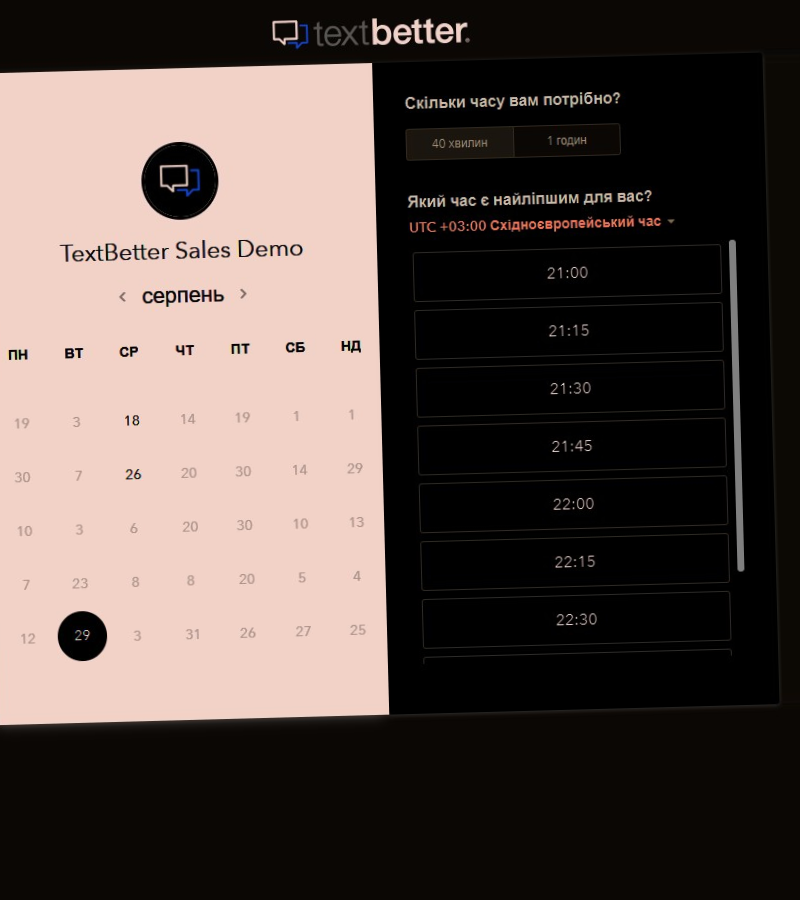 textbetter.
TextBetter Sales Demo
серпень
ПН ВТ СР ЧТ ПТ СБ НД
19 3 18 14 19 1 1
30 7 26 20 30 14 29
10 3 6 20 30 10 13
7 23 8 8 20 5 4
12 29 3 31 26 27 25
Скільки часу вам потрібно?
40 хвилин 1 годин
Який час є найліпшим для вас?
UTC +03:00 Східноєвропейський час
21:00
21:15
21:30
21:45
22:00
22:15
22:30